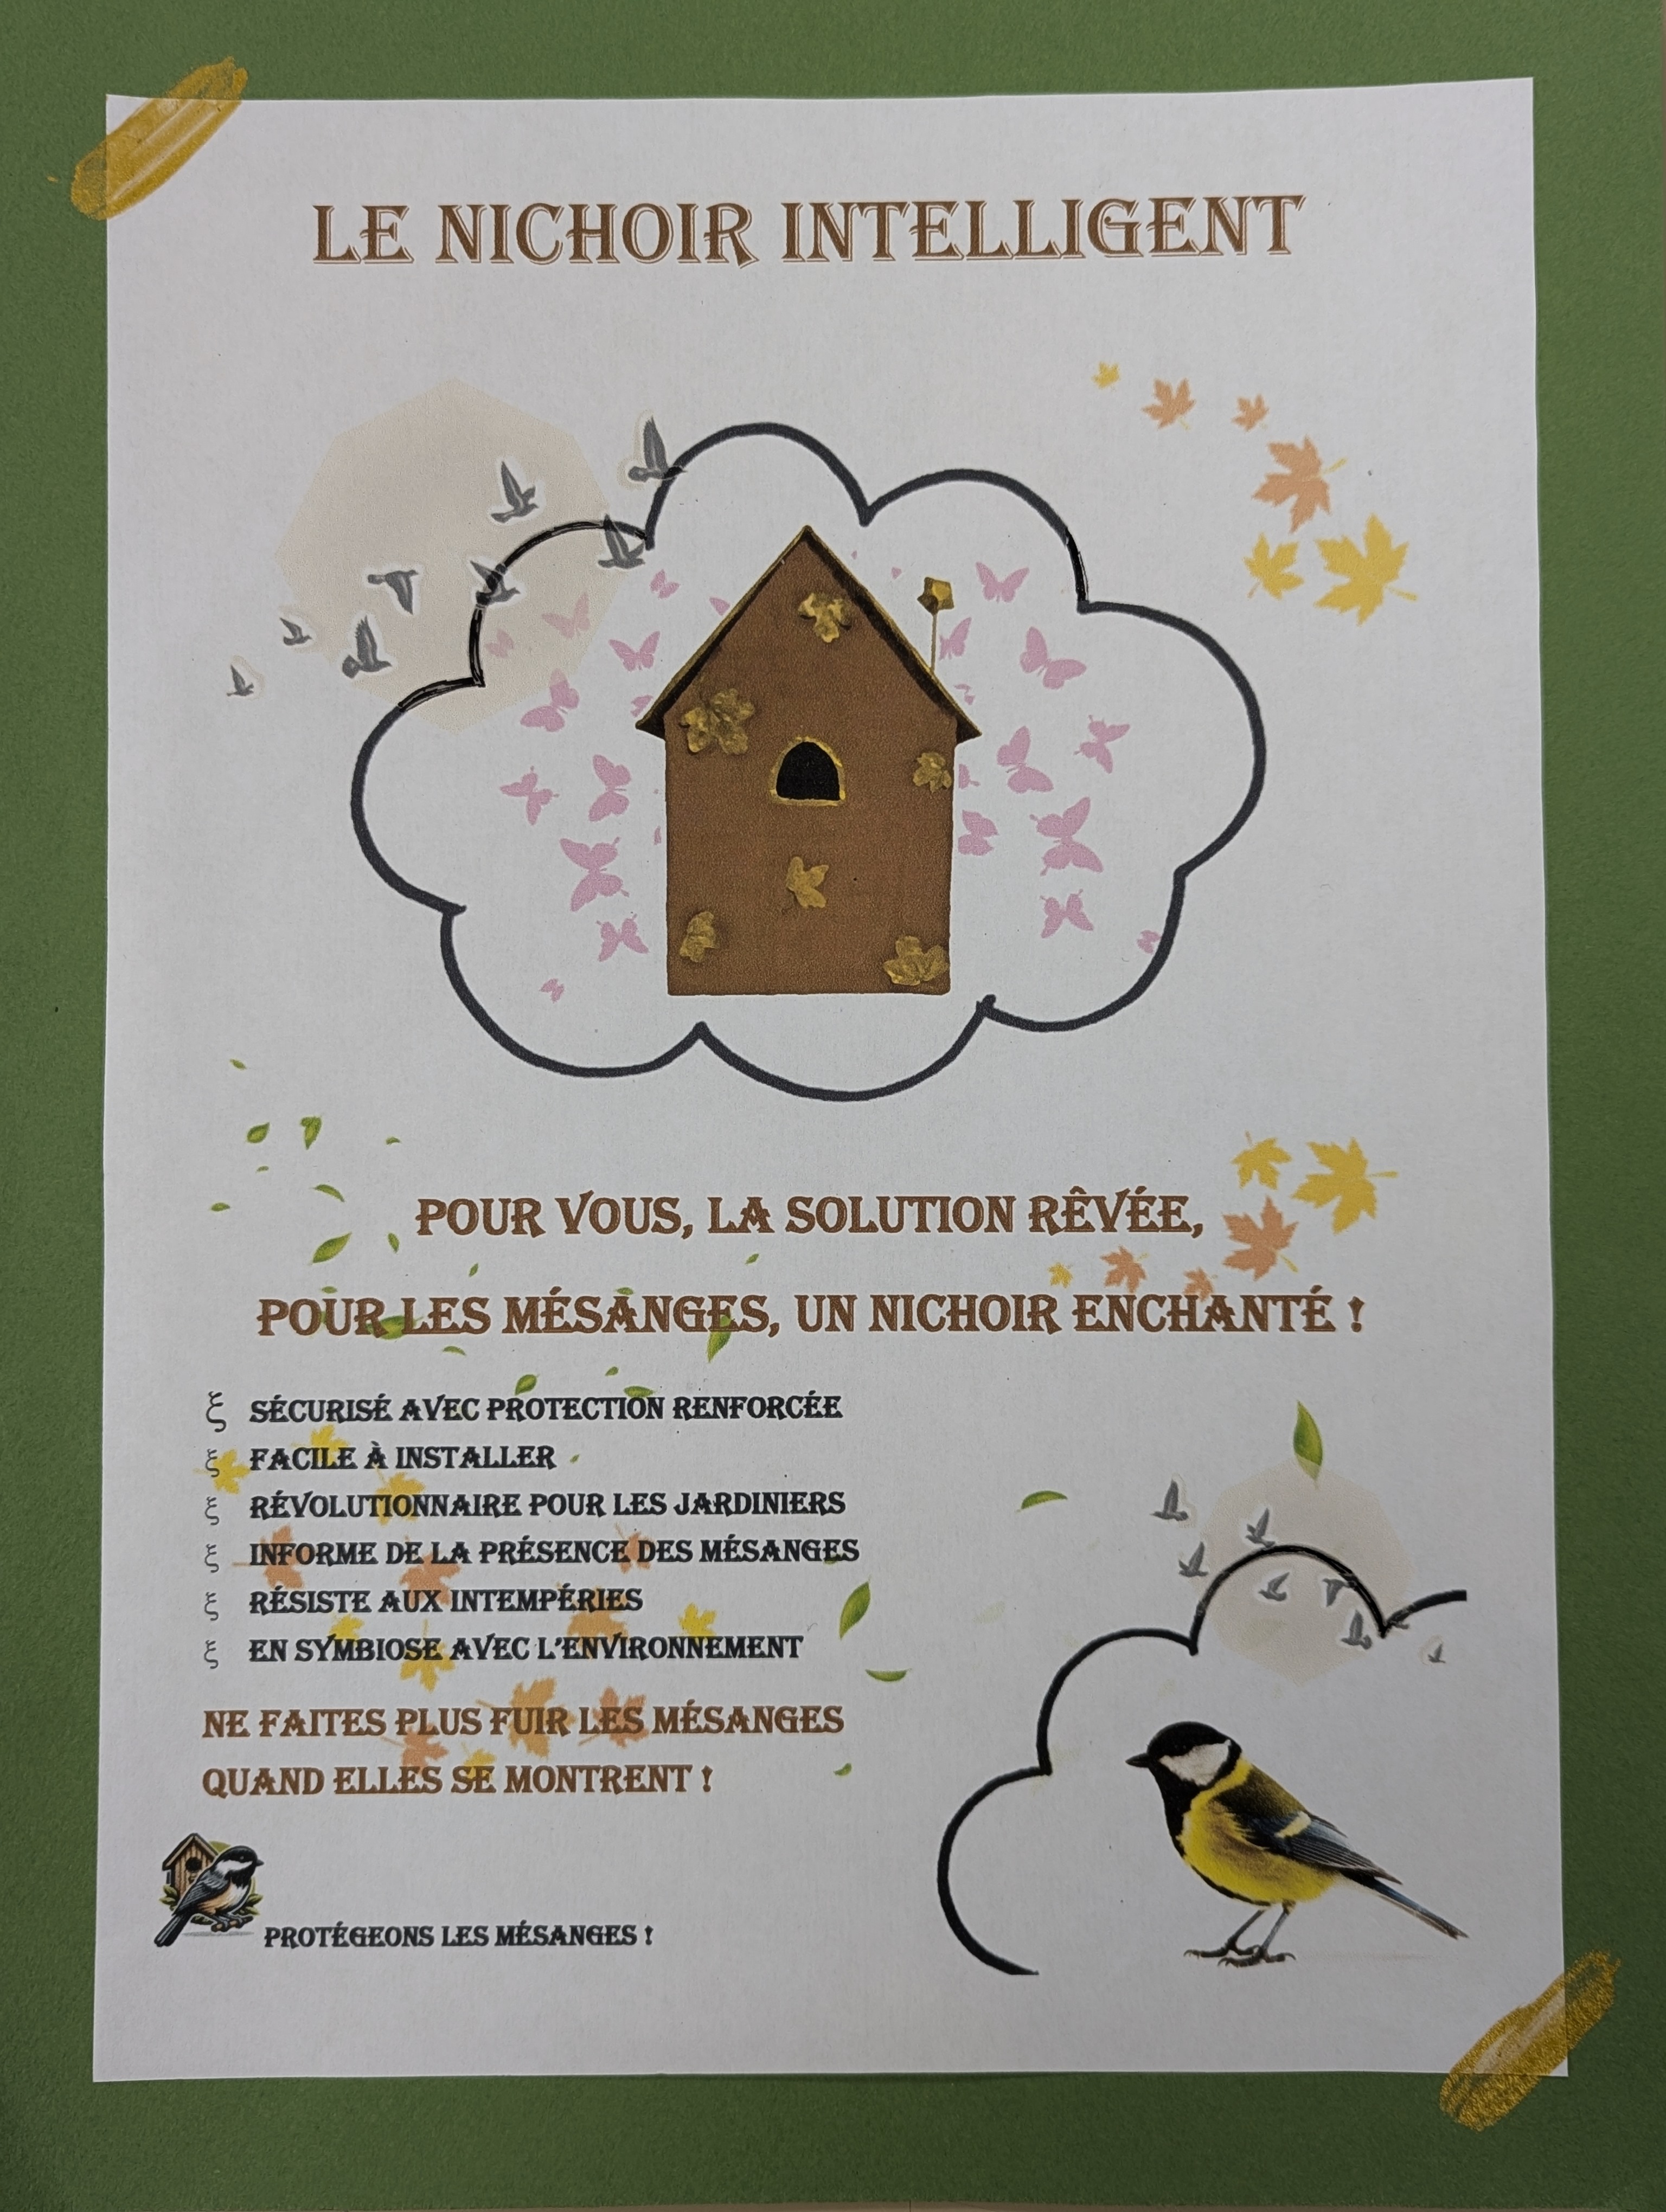 LE NICHOIR INTELLIGENT
POUR VOUS, LA SOLUTION RÊVÉE,
POUR LES MÉSANGES, UN NICHOIR ENCHANTÉ !
ξ SÉCURISÉ AVEC PROTECTION RENFORCÉE
ξ FACILE À INSTALLER
ξ RÉVOLUTIONNAIRE POUR LES JARDINIERS
ξ INFORME DE LA PRÉSENCE DES MÉSANGES
ξ RÉSISTE AUX INTEMPÉRIES
ξ EN SYMBIOSE AVEC L'ENVIRONNEMENT
NE FAITES PLUS FUIR LES MÉSANGES
QUAND ELLES SE MONTRENT !
PROTÉGEONS LES MÉSANGES !